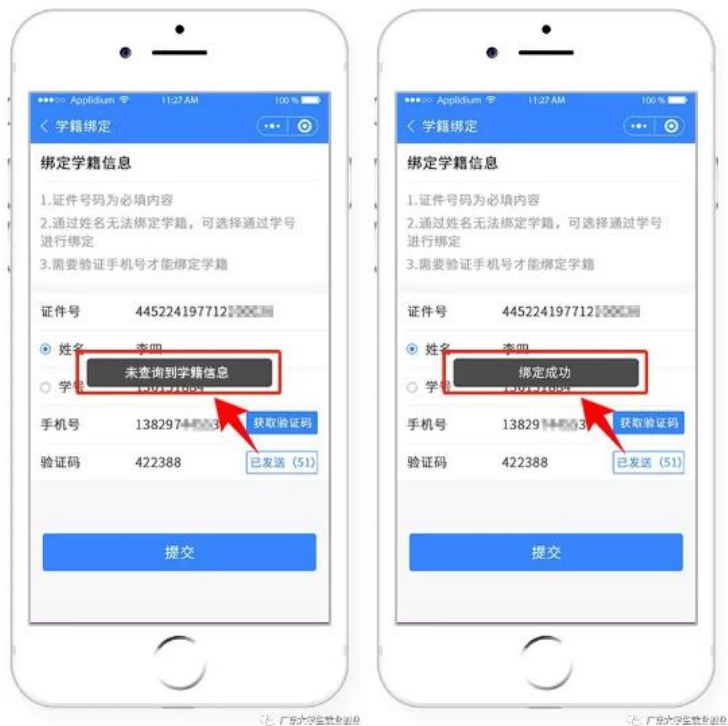 Applidium
11:27 AM
100 %
学籍绑定
绑定学籍信息
1.证件号码为必填内容
2.通过姓名无法绑定学籍，可选择通过学号
进行绑定
3.需要验证手机号才能绑定学籍
证件号 445224197712
姓名 李四
未查询到学籍信息
学号
手机号 138297 获取验证码
验证码 422388 已发送（51）
提交
Applidium
11:27 AM
100 %
学籍绑定
绑定学籍信息
1.证件号码为必填内容
2.通过姓名无法绑定学籍，可选择通过学号
进行绑定
3.需要验证手机号才能绑定学籍
证件号 445224197712
姓名 李四
绑定成功
学号
手机号 13829 获取验证码
验证码 422388 已发送（51）
提交